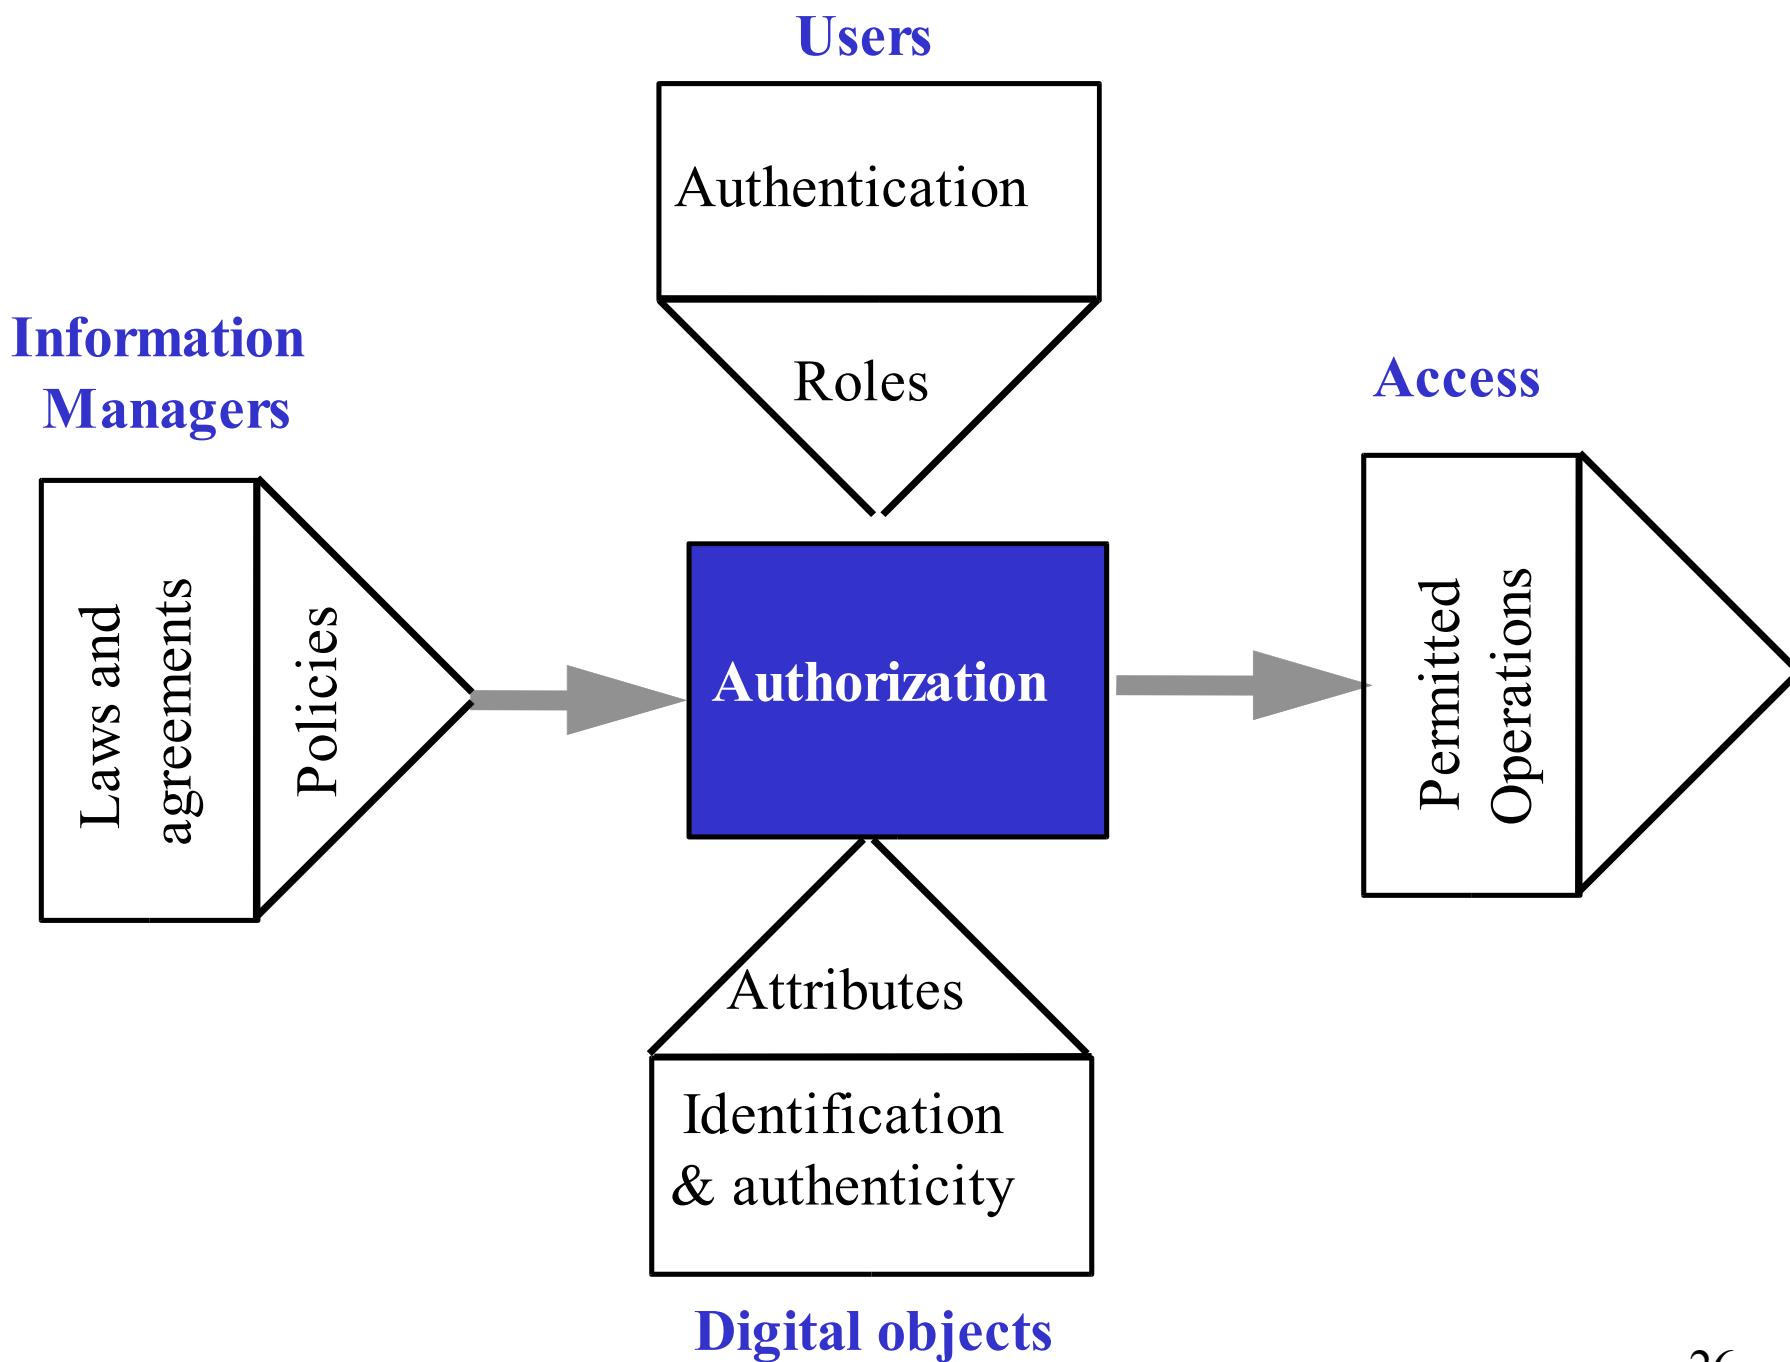 Users
Authentication
Roles
Information
Managers
Laws and
agreements
Policies
Authorization
Access
Permitted
Operations
Attributes
Identification
& authenticity
Digital objects